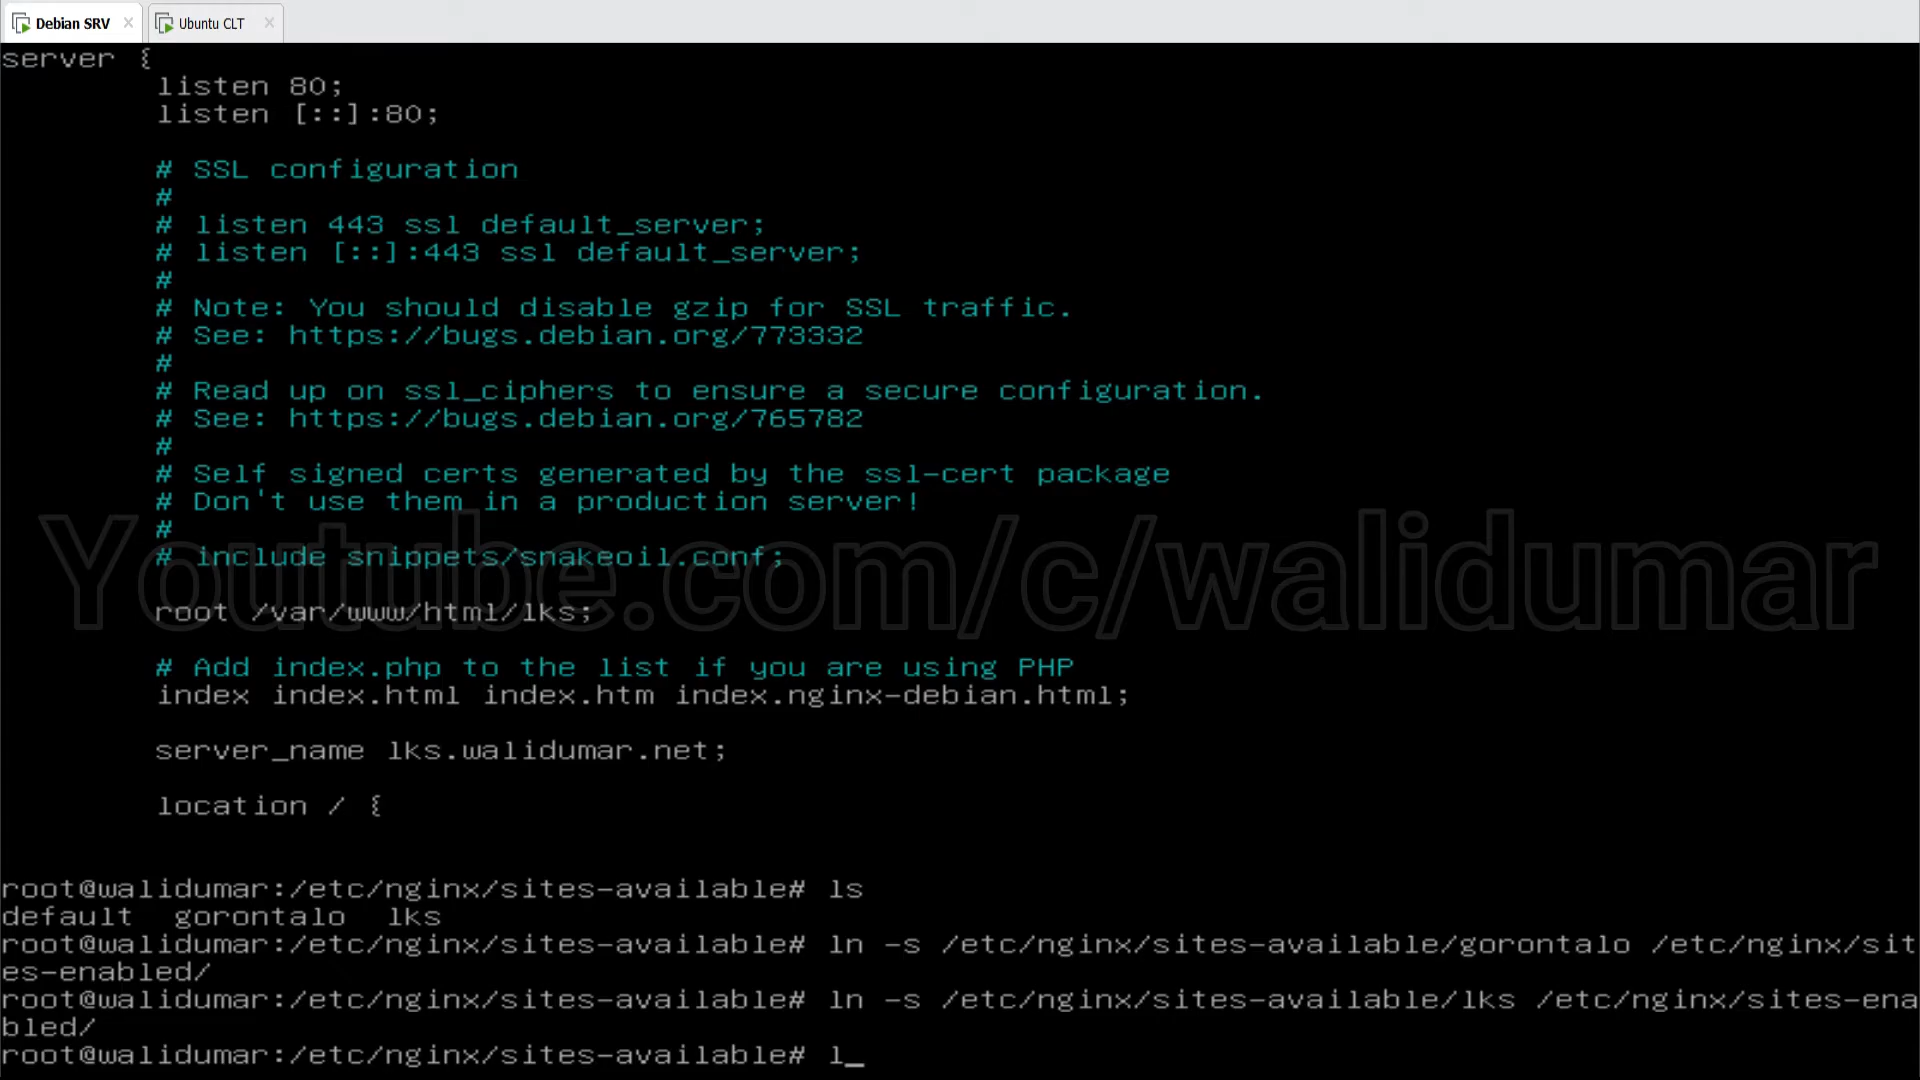 Debian SRV × Ubuntu CLT ×
server {
listen 80;
listen [::]:80;
# SSL configuration
#
# listen 443 ssl default_server;
# listen [::]:443 ssl default_server;
#
# Note: You should disable gzip for SSL traffic.
# See: https://bugs.debian.org/773332
#
# Read up on ssl_ciphers to ensure a secure configuration.
# See: https://bugs.debian.org/765782
#
# Self signed certs generated by the ssl-cert package
# Don't use them in a production server!
#
# include snippets/snakeoil.conf;
Youtube.com/c/walidumar
root /var/www/html/lks;
# Add index.php to the list if you are using PHP
index index.html index.htm index.nginx-debian.html;
server_name lks.walidumar.net;
location / {
root@walidumar:/etc/nginx/sites-available# ls
default gorontalo lks
root@walidumar:/etc/nginx/sites-available# ln -s /etc/nginx/sites-available/gorontalo /etc/nginx/sit
es-enabled/
root@walidumar:/etc/nginx/sites-available# ln -s /etc/nginx/sites-available/lks /etc/nginx/sites-ena
bled/
root@walidumar:/etc/nginx/sites-available# l_